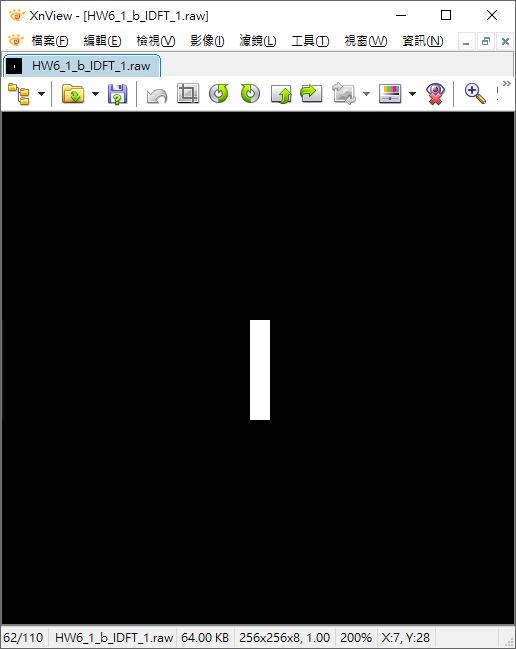 XnView - [HW6_1_b_IDFT_1.raw]
檔案(F) 編輯(E) 檢視(V) 影像(I) 濾鏡(L) 工具(T) 視窗(W) 資訊(N)
HW6_1_b_IDFT_1.raw
62/110 HW6_1_b_IDFT_1.raw 64.00 KB 256x256x8, 1.00 200% X:7, Y:28